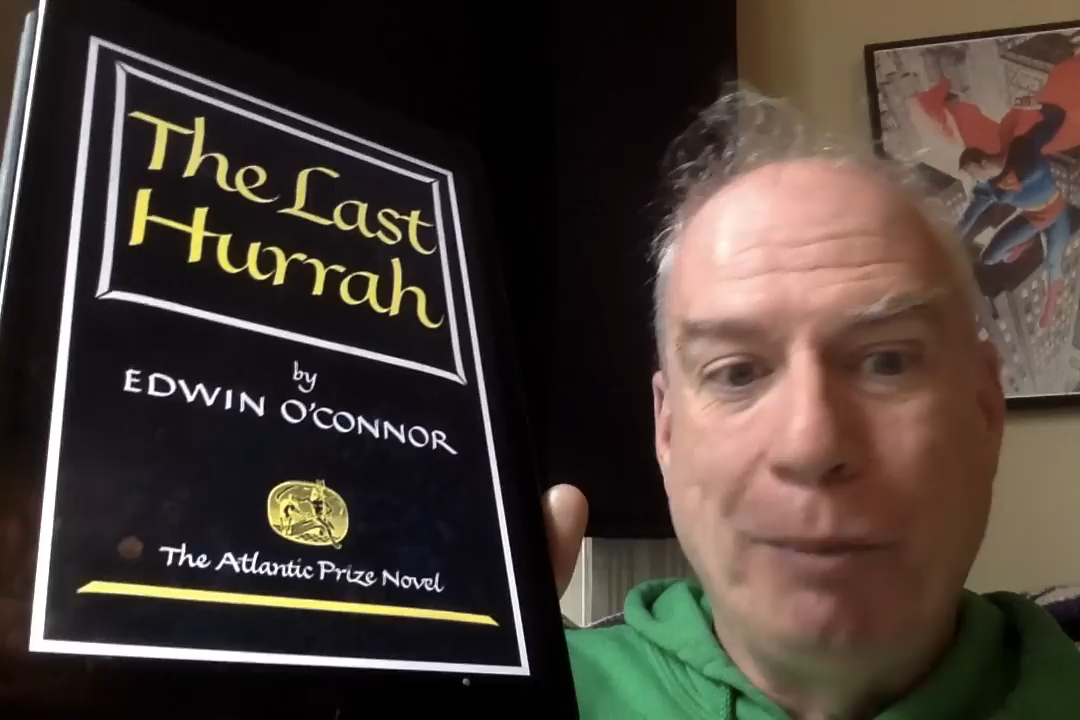 The Last
Hurrah
by
EDWIN O'CONNOR
The Atlantic Prize Novel